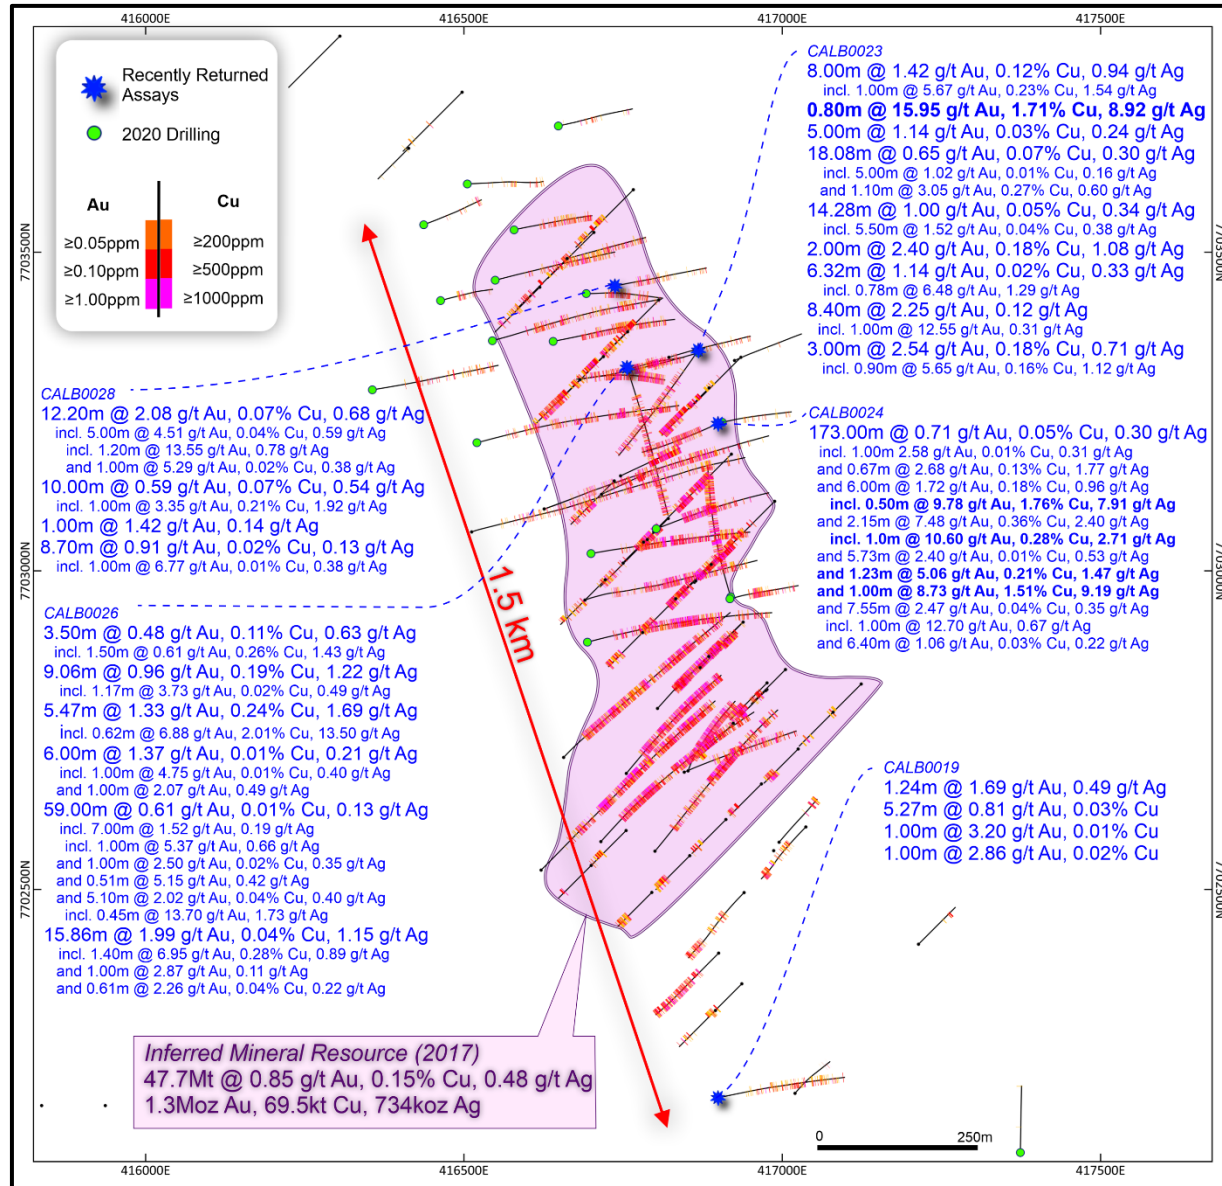 416000E
416500E
417000E
417500E
Recently Returned
Assays
2020 Drilling
Au
Cu
≥0.05ppm
≥200ppm
≥0.10ppm
≥500ppm
≥1.00ppm
≥1000ppm
7703500N
7703000N
7702500N
7703500N
7703000N
7702500N
CALB0023
8.00m @ 1.42 g/t Au, 0.12% Cu, 0.94 g/t Ag
incl. 1.00m @ 5.67 g/t Au, 0.23% Cu, 1.54 g/t Ag
0.80m @ 15.95 g/t Au, 1.71% Cu, 8.92 g/t Ag
5.00m @ 1.14 g/t Au, 0.03% Cu, 0.24 g/t Ag
18.08m @ 0.65 g/t Au, 0.07% Cu, 0.30 g/t Ag
incl. 5.00m @ 1.02 g/t Au, 0.01% Cu, 0.16 g/t Ag
and 1.10m @ 3.05 g/t Au, 0.27% Cu, 0.60 g/t Ag
14.28m @ 1.00 g/t Au, 0.05% Cu, 0.34 g/t Ag
incl. 5.50m @ 1.52 g/t Au, 0.04% Cu, 0.38 g/t Ag
2.00m @ 2.40 g/t Au, 0.18% Cu, 1.08 g/t Ag
6.32m @ 1.14 g/t Au, 0.02% Cu, 0.33 g/t Ag
incl. 0.78m @ 6.48 g/t Au, 1.29 g/t Ag
8.40m @ 2.25 g/t Au, 0.12 g/t Ag
incl. 1.00m @ 12.55 g/t Au, 0.31 g/t Ag
3.00m @ 2.54 g/t Au, 0.18% Cu, 0.71 g/t Ag
incl. 0.90m @ 5.65 g/t Au, 0.16% Cu, 1.12 g/t Ag
CALB0024
173.00m @ 0.71 g/t Au, 0.05% Cu, 0.30 g/t Ag
incl. 1.00m 2.58 g/t Au, 0.01% Cu, 0.31 g/t Ag
and 0.67m @ 2.68 g/t Au, 0.13% Cu, 1.77 g/t Ag
and 6.00m @ 1.72 g/t Au, 0.18% Cu, 0.96 g/t Ag
incl. 0.50m @ 9.78 g/t Au, 1.76% Cu, 7.91 g/t Ag
and 2.15m @ 7.48 g/t Au, 0.36% Cu, 2.40 g/t Ag
incl. 1.0m @ 10.60 g/t Au, 0.28% Cu, 2.71 g/t Ag
and 5.73m @ 2.40 g/t Au, 0.01% Cu, 0.53 g/t Ag
and 1.23m @ 5.06 g/t Au, 0.21% Cu, 1.47 g/t Ag
and 1.00m @ 8.73 g/t Au, 1.51% Cu, 9.19 g/t Ag
and 7.55m @ 2.47 g/t Au, 0.04% Cu, 0.35 g/t Ag
incl. 1.00m @ 12.70 g/t Au, 0.67 g/t Ag
and 6.40m @ 1.06 g/t Au, 0.03% Cu, 0.22 g/t Ag
CALB0028
12.20m @ 2.08 g/t Au, 0.07% Cu, 0.68 g/t Ag
incl. 5.00m @ 4.51 g/t Au, 0.04% Cu, 0.59 g/t Ag
incl. 1.20m @ 13.55 g/t Au, 0.78 g/t Ag
and 1.00m @ 5.29 g/t Au, 0.02% Cu, 0.38 g/t Ag
10.00m @ 0.59 g/t Au, 0.07% Cu, 0.54 g/t Ag
incl. 1.00m @ 3.35 g/t Au, 0.21% Cu, 1.92 g/t Ag
1.00m @ 1.42 g/t Au, 0.14 g/t Ag
8.70m @ 0.91 g/t Au, 0.02% Cu, 0.13 g/t Ag
incl. 1.00m @ 6.77 g/t Au, 0.01% Cu, 0.38 g/t Ag
1.5 km
CALB0026
3.50m @ 0.48 g/t Au, 0.11% Cu, 0.63 g/t Ag
incl. 1.50m @ 0.61 g/t Au, 0.26% Cu, 1.43 g/t Ag
9.06m @ 0.96 g/t Au, 0.19% Cu, 1.22 g/t Ag
incl. 1.17m @ 3.73 g/t Au, 0.02% Cu, 0.49 g/t Ag
5.47m @ 1.33 g/t Au, 0.24% Cu, 1.69 g/t Ag
incl. 0.62m @ 6.88 g/t Au, 2.01% Cu, 13.50 g/t Ag
6.00m @ 1.37 g/t Au, 0.01% Cu, 0.21 g/t Ag
incl. 1.00m @ 4.75 g/t Au, 0.01% Cu, 0.40 g/t Ag
and 1.00m @ 2.07 g/t Au, 0.49 g/t Ag
59.00m @ 0.61 g/t Au, 0.01% Cu, 0.13 g/t Ag
incl. 7.00m @ 1.52 g/t Au, 0.19 g/t Ag
incl. 1.00m @ 5.37 g/t Au, 0.66 g/t Ag
and 1.00m @ 2.50 g/t Au, 0.02% Cu, 0.35 g/t Ag
and 0.51m @ 5.15 g/t Au, 0.42 g/t Ag
and 5.10m @ 2.02 g/t Au, 0.04% Cu, 0.40 g/t Ag
incl. 0.45m @ 13.70 g/t Au, 1.73 g/t Ag
15.86m @ 1.99 g/t Au, 0.04% Cu, 1.15 g/t Ag
incl. 1.40m @ 6.95 g/t Au, 0.28% Cu, 0.89 g/t Ag
and 1.00m @ 2.87 g/t Au, 0.11 g/t Ag
and 0.61m @ 2.26 g/t Au, 0.04% Cu, 0.22 g/t Ag
CALB0019
1.24m @ 1.69 g/t Au, 0.49 g/t Ag
5.27m @ 0.81 g/t Au, 0.03% Cu
1.00m @ 3.20 g/t Au, 0.01% Cu
1.00m @ 2.86 g/t Au, 0.02% Cu
Inferred Mineral Resource (2017)
47.7Mt @ 0.85 g/t Au, 0.15% Cu, 0.48 g/t Ag
1.3Moz Au, 69.5kt Cu, 734koz Ag
0
250m
416000E
416500E
417000E
417500E